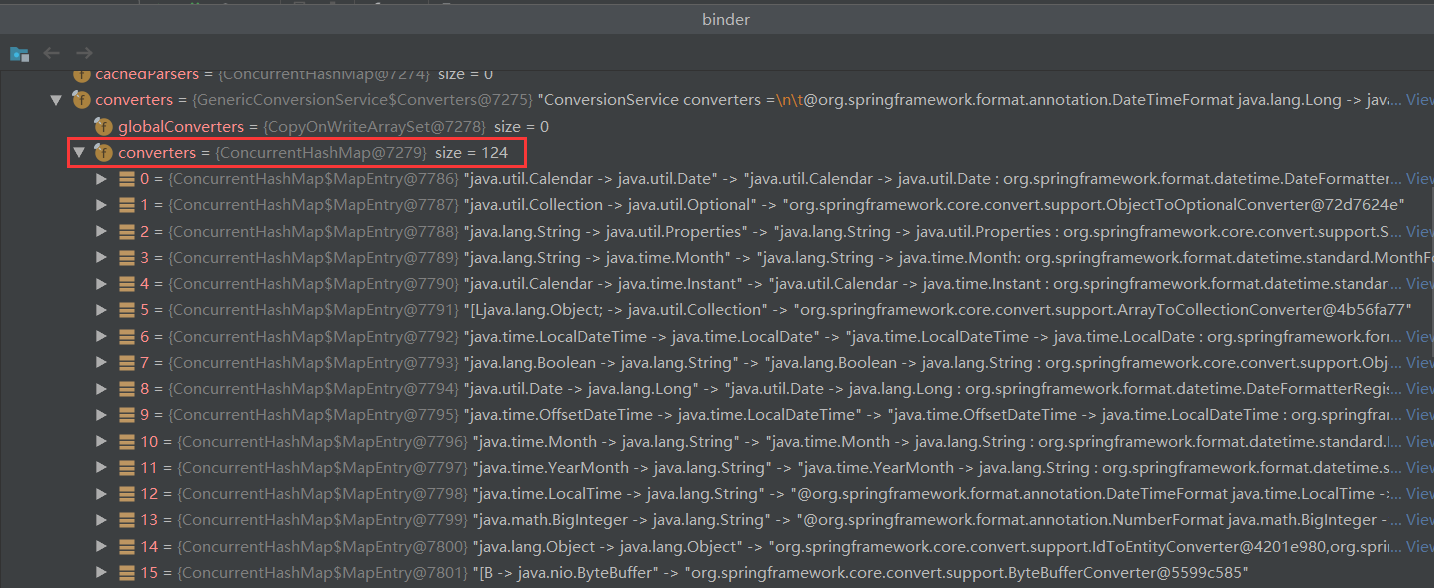 binder
cachedParsers = {ConcurrentHashMap@7274} size = 0
converters = {GenericConversionService$Converters@7275} "ConversionService converters =\n\t@org.springframework.format.annotation.DateTimeFormat java.lang.Long -> jav... View
globalConverters = {CopyOnWriteArraySet@7278} size = 0
converters = {ConcurrentHashMap@7279} size = 124
0 = {ConcurrentHashMap$MapEntry@7786} "java.util.Calendar -> java.util.Date" -> "java.util.Calendar -> java.util.Date : org.springframework.format.datetime.DateFormatter... View
1 = {ConcurrentHashMap$MapEntry@7787} "java.util.Collection -> java.util.Optional" -> "org.springframework.core.convert.support.ObjectToOptionalConverter@72d7624e"
2 = {ConcurrentHashMap$MapEntry@7788} "java.lang.String -> java.util.Properties" -> "java.lang.String -> java.util.Properties : org.springframework.core.convert.support.S... View
3 = {ConcurrentHashMap$MapEntry@7789} "java.lang.String -> java.time.Month" -> "java.lang.String -> java.time.Month: org.springframework.format.datetime.standard.MonthFo
4 = {ConcurrentHashMap$MapEntry@7790} "java.util.Calendar -> java.time.Instant" -> "java.util.Calendar -> java.time.Instant : org.springframework.format.datetime.standar... View
5 = {ConcurrentHashMap$MapEntry@7791} "[Ljava.lang.Object; -> java.util.Collection" -> "org.springframework.core.convert.support.ArrayToCollectionConverter@4b56fa77"
6 = {ConcurrentHashMap$MapEntry@7792} "java.time.LocalDateTime -> java.time.LocalDate" -> "java.time.LocalDateTime -> java.time.LocalDate : org.springframework.forr... View
7 = {ConcurrentHashMap$MapEntry@7793} "java.lang.Boolean -> java.lang.String" -> "java.lang.Boolean -> java.lang.String : org.springframework.core.convert.support.Obj... View
8 = {ConcurrentHashMap$MapEntry@7794} "java.util.Date -> java.lang.Long" -> "java.util.Date -> java.lang.Long : org.springframework.format.datetime.DateFormatterRegis... View
9 = {ConcurrentHashMap$MapEntry@7795} "java.time.OffsetDateTime -> java.time.LocalDateTime" -> "java.time.OffsetDateTime -> java.time.LocalDateTime : org.springfrar... View
10 = {ConcurrentHashMap$MapEntry@7796} "java.time.Month -> java.lang.String" -> "java.time.Month -> java.lang.String : org.springframework.format.datetime.standard.... View
11 = {ConcurrentHashMap$MapEntry@7797} "java.time.YearMonth -> java.lang.String" -> "java.time.YearMonth -> java.lang.String : org.springframework.format.datetime.s... View
12 = {ConcurrentHashMap$MapEntry@7798} "java.time.LocalTime -> java.lang.String" -> "@org.springframework.format.annotation.DateTimeFormat java.time.LocalTime -... View
13 = {ConcurrentHashMap$MapEntry@7799} "java.math.BigInteger -> java.lang.String" -> "@org.springframework.format.annotation.NumberFormat java.math.BigInteger -... View
14 = {ConcurrentHashMap$MapEntry@7800} "java.lang.Object -> java.lang.Object" -> "org.springframework.core.convert.support.IdToEntityConverter@4201e980,org.spri... View
15 = {ConcurrentHashMap$MapEntry@7801} "[B -> java.nio.ByteBuffer" -> "org.springframework.core.convert.support.ByteBufferConverter@5599c585"